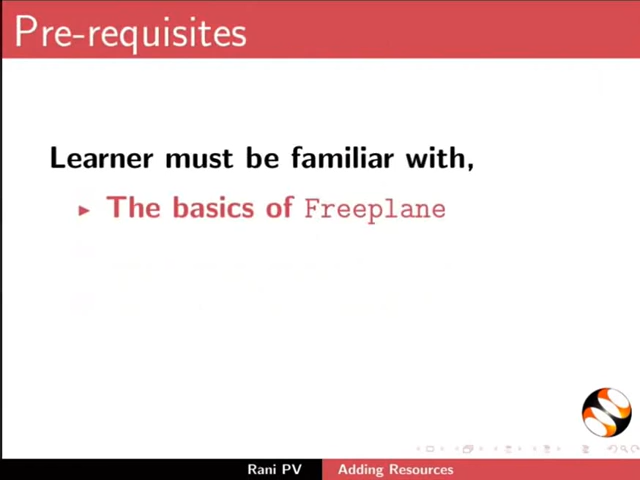 Pre-requisites
Learner must be familiar with,
The basics of Freeplane
Rani PV
Adding Resources